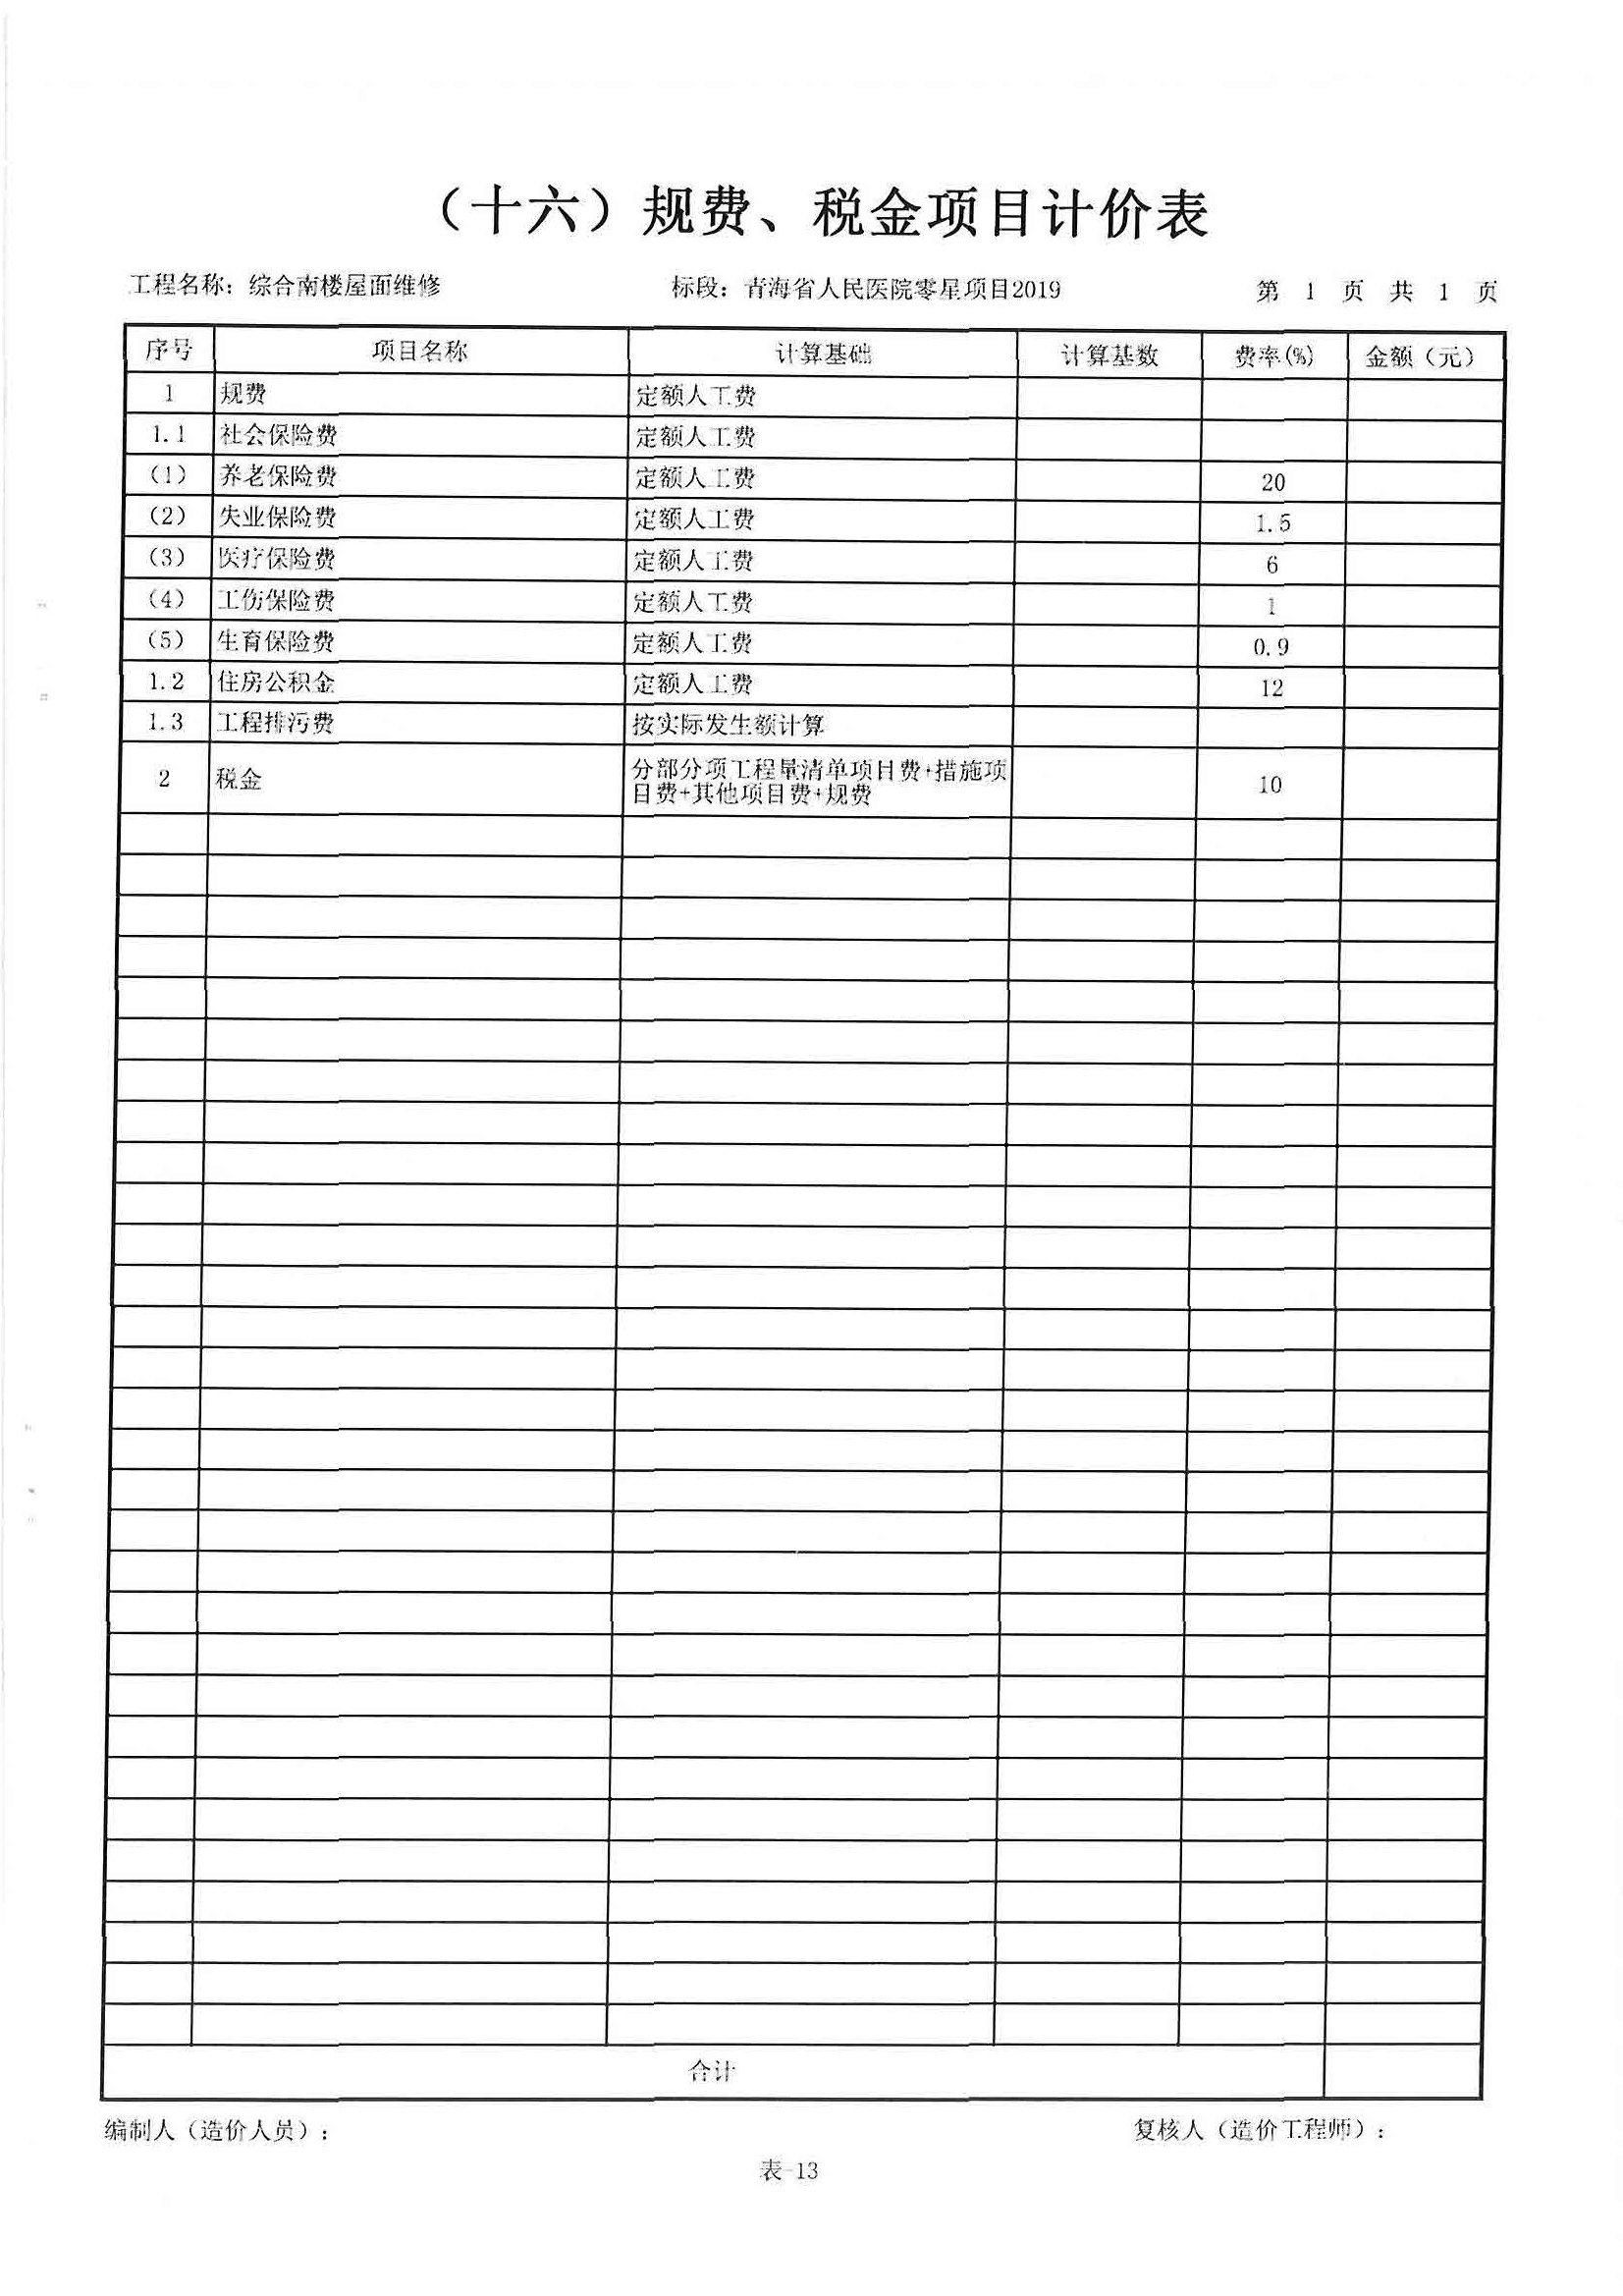 （十六）规费、税金项目计价表
工程名称：综合南楼屋面维修 标段：青海省人民医院零星项目2019 第 1 页 共 1 页
序号 项目名称 计算基础 计算基数 费率(%) 金额（元）
1 规费 定额人工费
1.1 社会保险费 定额人工费
(1) 养老保险费 定额人工费 20
(2) 失业保险费 定额人工费 1.5
(3) 医疗保险费 定额人工费 6
(4) 工伤保险费 定额人工费 1
(5) 生育保险费 定额人工费 0.9
1.2 住房公积金 定额人工费 12
1.3 工程排污费 按实际发生额计算
2 税金 分部分项工程量清单项目费+措施项
目费+其他项目费+规费 10
合计
编制人（造价人员）： 复核人（造价工程师）：
表-13